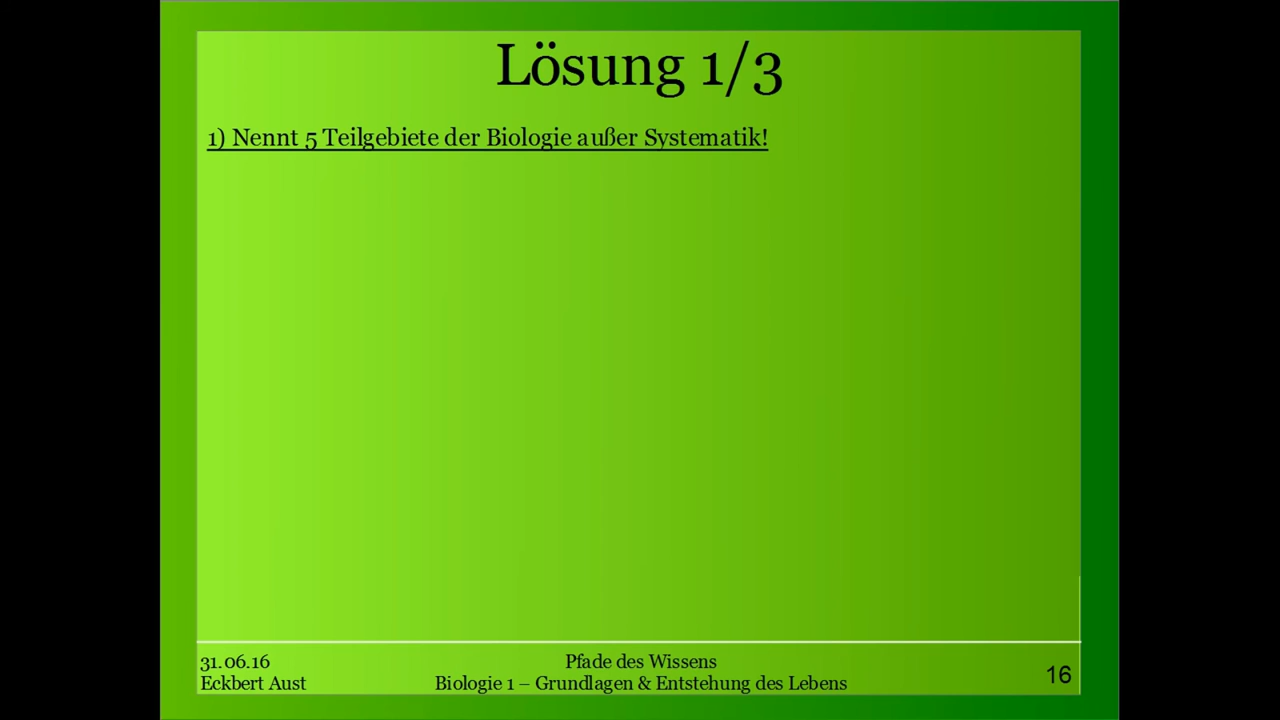 Lösung 1/3
1) Nennt 5 Teilgebiete der Biologie außer Systematik!
31.06.16
Eckbert Aust
Pfade des Wissens
Biologie 1 – Grundlagen & Entstehung des Lebens
16